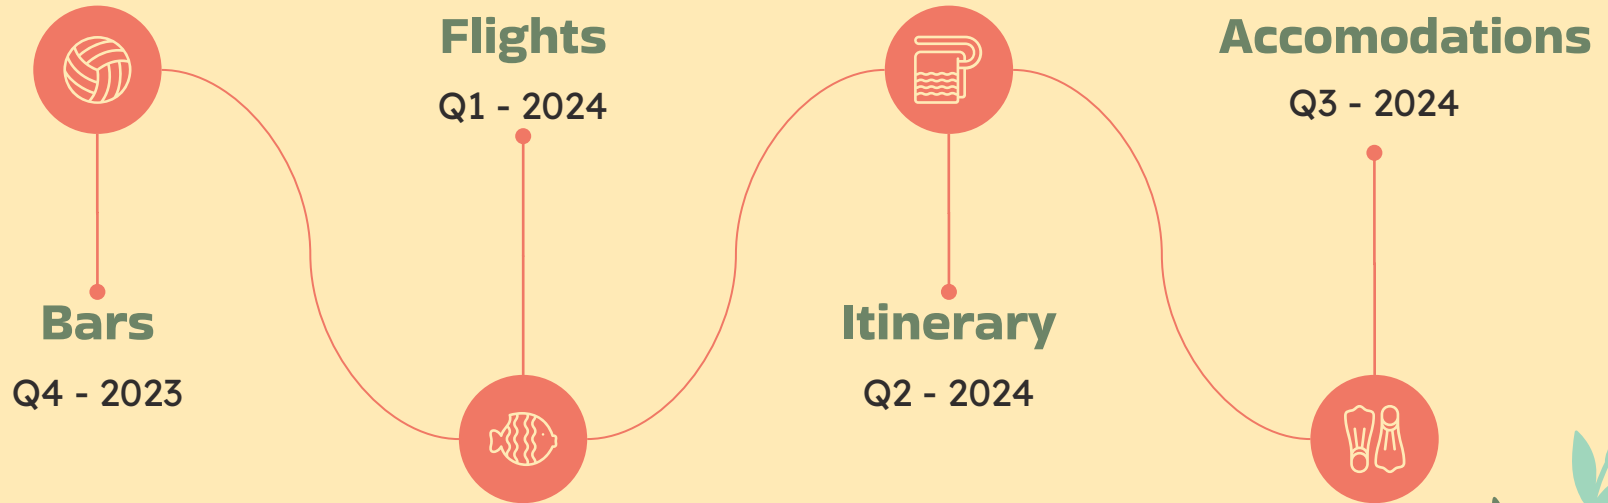 Bars
Q4 - 2023
Flights
Q1 - 2024
Itinerary
Q2 - 2024
Accomodations
Q3 - 2024